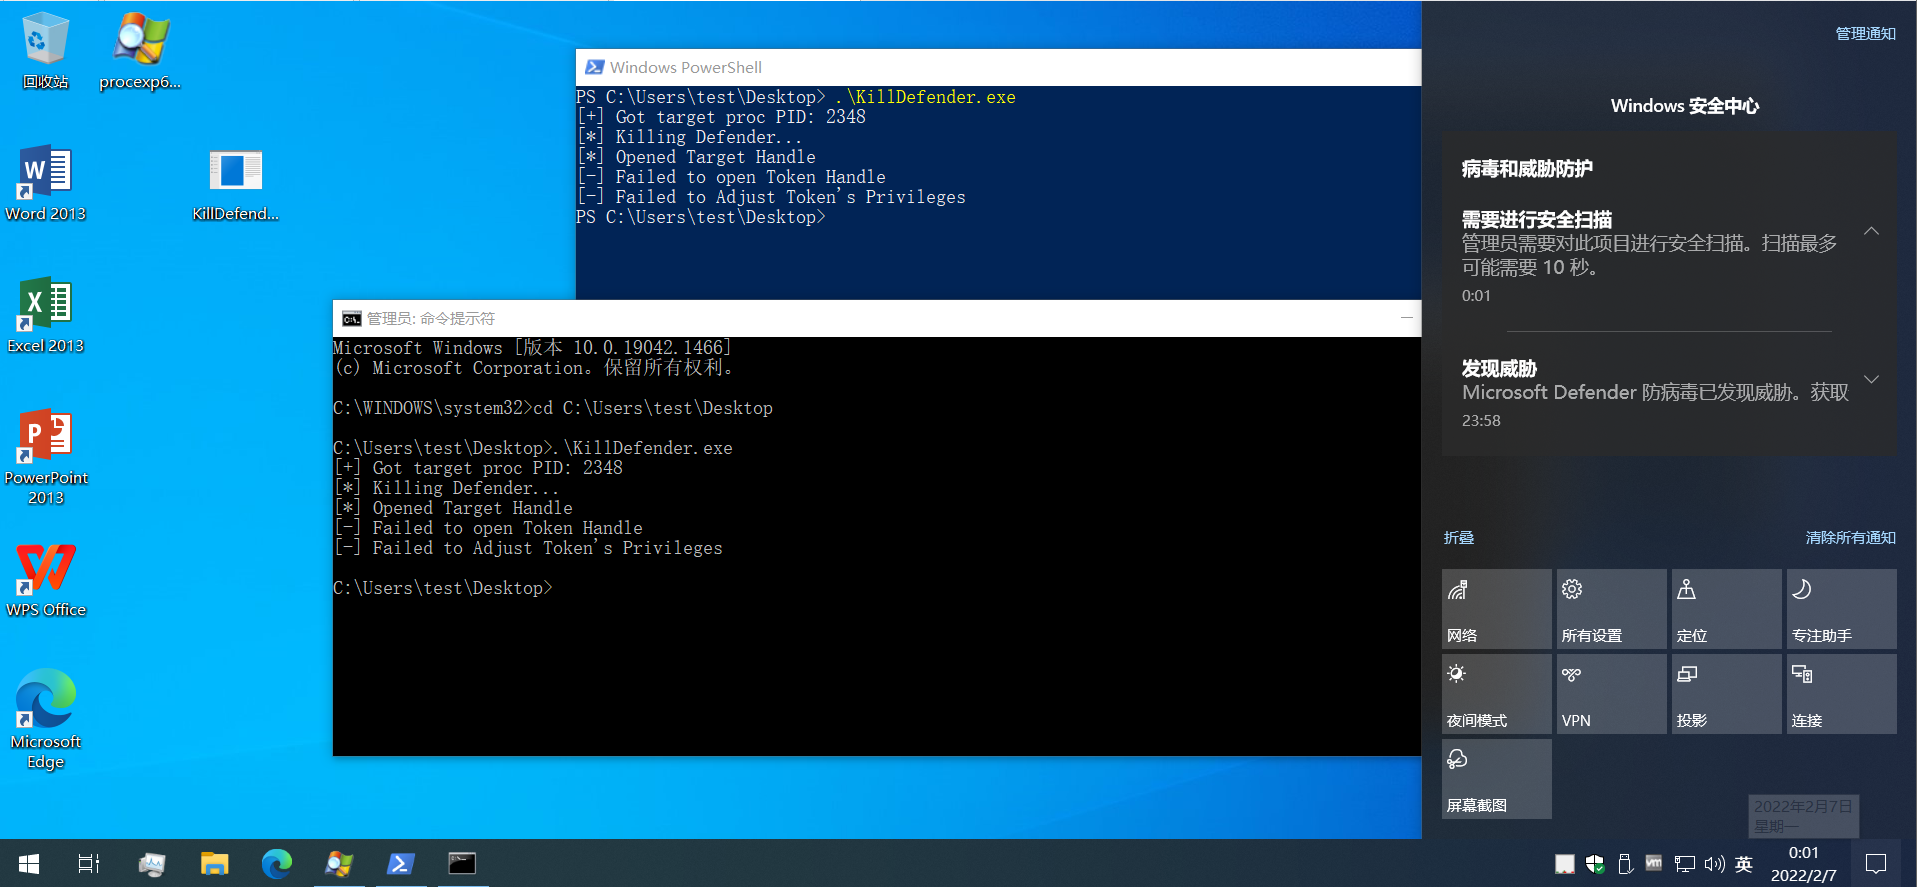 回收站
procexp6...
Word 2013
KillDefend...
Excel 2013
PowerPoint
2013
WPS Office
Microsoft
Edge
Windows PowerShell
PS C:\Users\test\Desktop> .\KillDefender.exe
[+] Got target proc PID: 2348
[*] Killing Defender...
[*] Opened Target Handle
[-] Failed to open Token Handle
[-] Failed to Adjust Token's Privileges
PS C:\Users\test\Desktop>
管理员: 命令提示符
Microsoft Windows [版本 10.0.19042.1466]
(c) Microsoft Corporation。保留所有权利。
C:\WINDOWS\system32>cd C:\Users\test\Desktop
C:\Users\test\Desktop>.\KillDefender.exe
[+] Got target proc PID: 2348
[*] Killing Defender...
[*] Opened Target Handle
[-] Failed to open Token Handle
[-] Failed to Adjust Token's Privileges
C:\Users\test\Desktop>
管理通知
Windows 安全中心
病毒和威胁防护
需要进行安全扫描
管理员需要对此项目进行安全扫描。扫描最多
可能需要 10 秒。
0:01
发现威胁
Microsoft Defender 防病毒已发现威胁。获取
23:58
折叠
清除所有通知
网络
所有设置
定位
专注助手
夜间模式
VPN
投影
连接
屏幕截图
2022年2月7日
星期一
英
0:01
2022/2/7